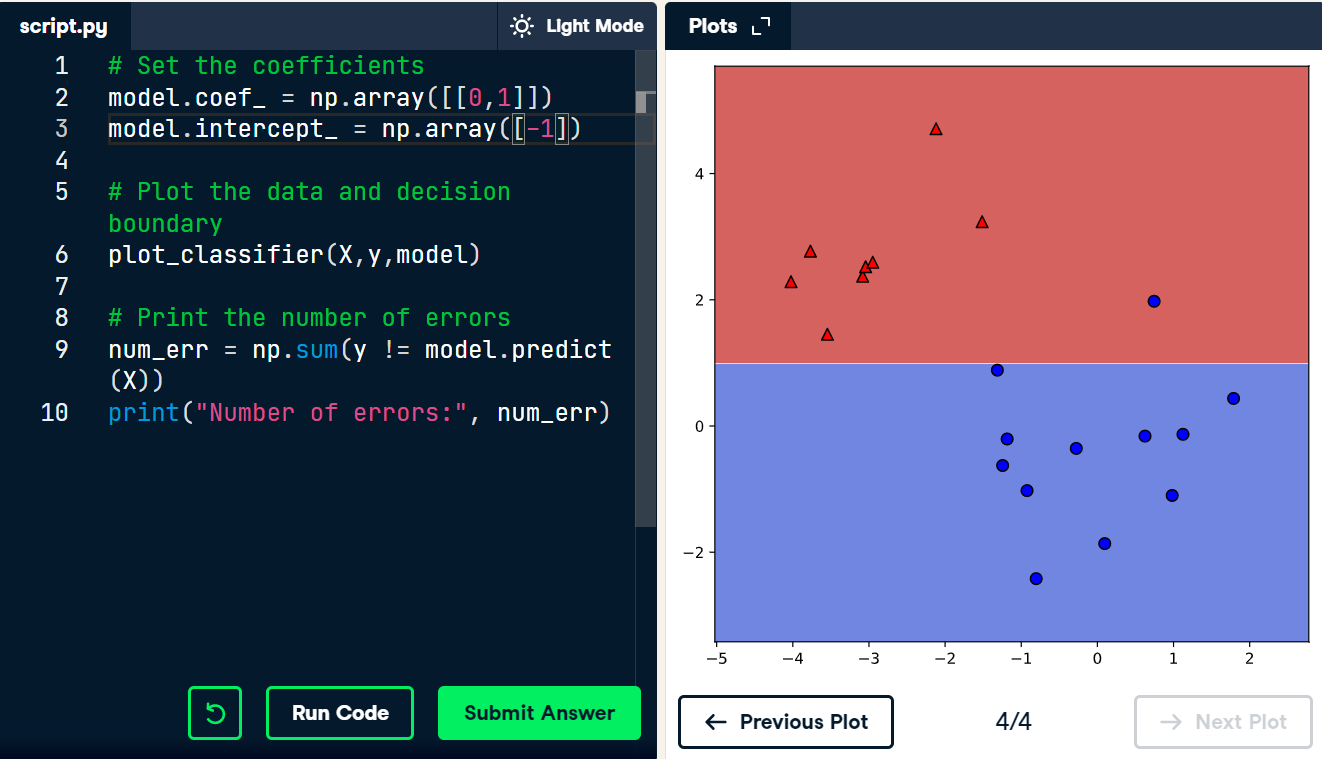 script.py
Light Mode
1 # Set the coefficients
2 model.coef_ = np.array([[0,1]])
3 model.intercept_ = np.array([-1])
4
5 # Plot the data and decision
boundary
6 plot_classifier(X,y,model)
7
8 # Print the number of errors
9 num_err = np.sum(y != model.predict
(X))
10 print("Number of errors:", num_err)
Run Code
Submit Answer
Plots
4
2
0
−2
−5 −4 −3 −2 −1 0 1 2
Previous Plot
4/4
Next Plot